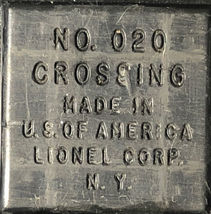 NO. 020
CROSSING
MADE IN
U.S. OF AMERICA
LIONEL CORP.
N. Y.